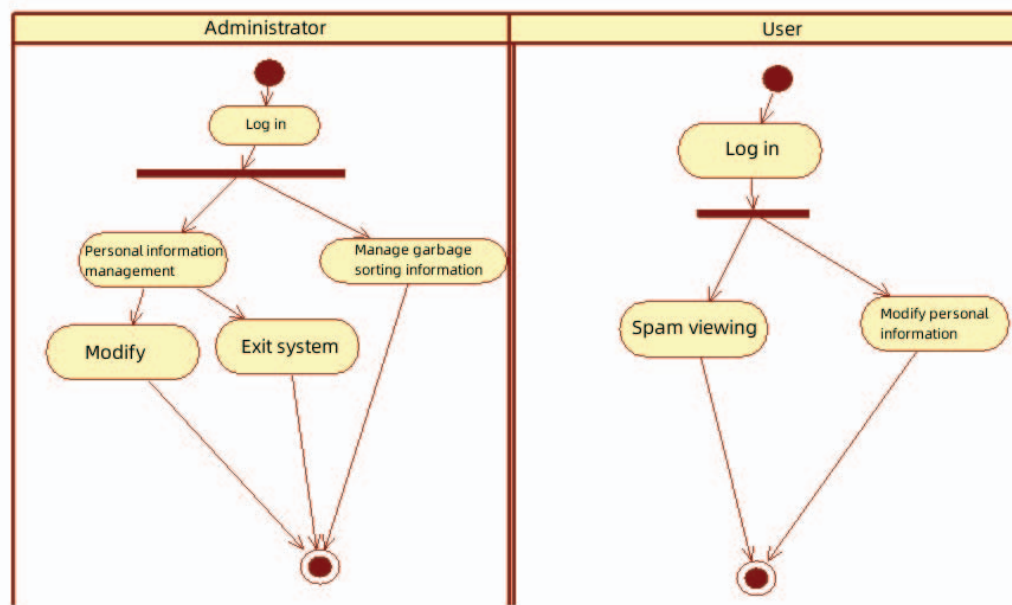 Administrator
Log in
Personal information
management
Manage garbage
sorting information
Modify
Exit system
User
Log in
Spam viewing
Modify personal
information